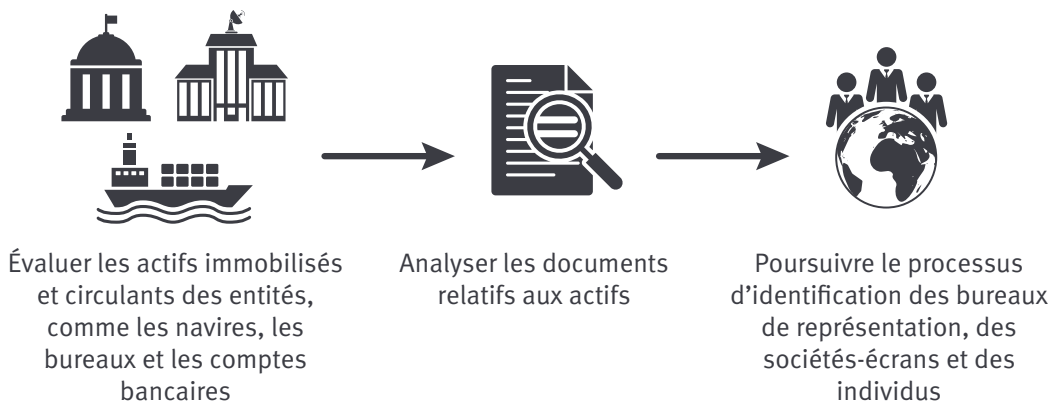 Évaluer les actifs immobilisés
et circulants des entités,
comme les navires, les
bureaux et les comptes
bancaires
Analyser les documents
relatifs aux actifs
Poursuivre le processus
d’identification des bureaux
de représentation, des
sociétés-écrans et des
individus